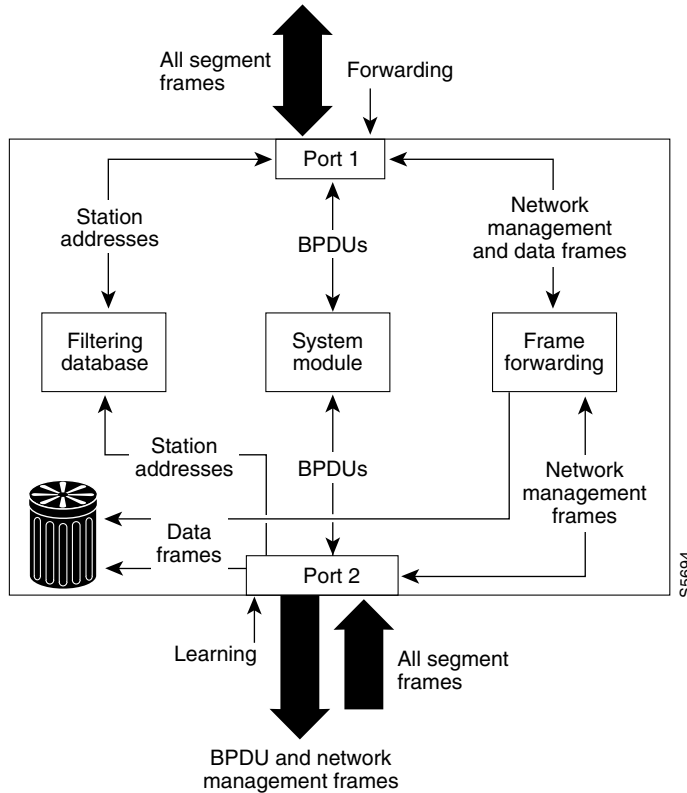 All segment
frames
Forwarding
Port 1
Station
addresses
BPDUs
Network
management
and data frames
Filtering
database
System
module
Frame
forwarding
Station
addresses
BPDUs
Network
management
frames
Data
frames
Port 2
S5694
Learning
All segment
frames
BPDU and network
management frames